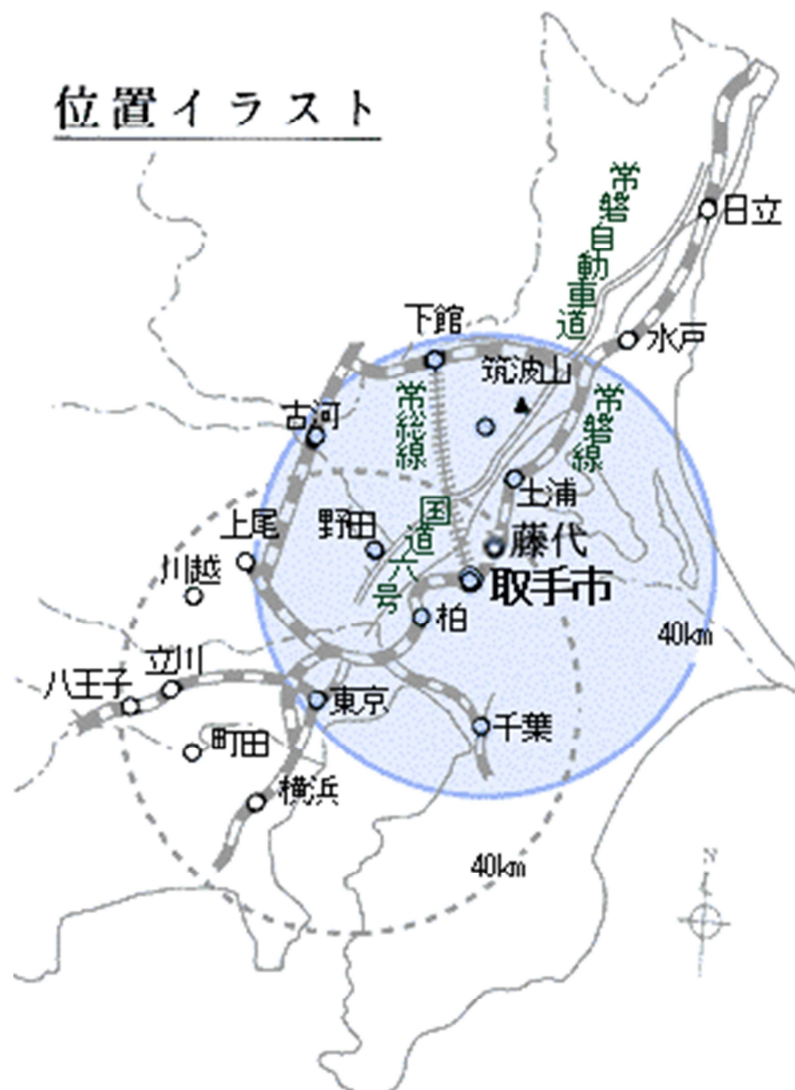 位置イラスト
常磐自動車道
日立
下館
水戸
筑波山
常総線
常磐線
古河
土浦
国道六号
上尾
野田
藤代
川越
取手市
柏
40km
立川
八王子
東京
千葉
町田
横浜
40km
N